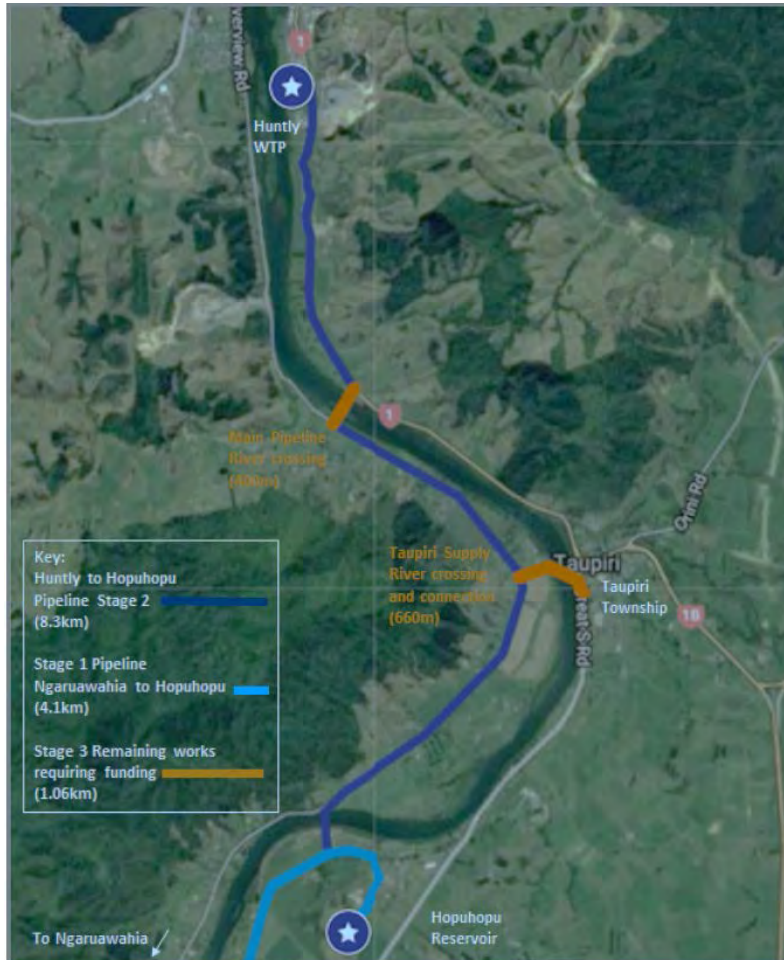 1
Huntly
WTP
1
Main Pipeline
River crossing
(400m)
Orini Rd
Taupiri Supply
River crossing
and connection
(660m)
Taupiri
Taupiri
Township
1B
Key:
Huntly to Hopuhopu
Pipeline Stage 2
(8.3km)
Stage 1 Pipeline
Ngaruawahia to Hopuhopu
(4.1km)
Stage 3 Remaining works
requiring funding
(1.06km)
To Ngaruawahia
Hopuhopu
Reservoir